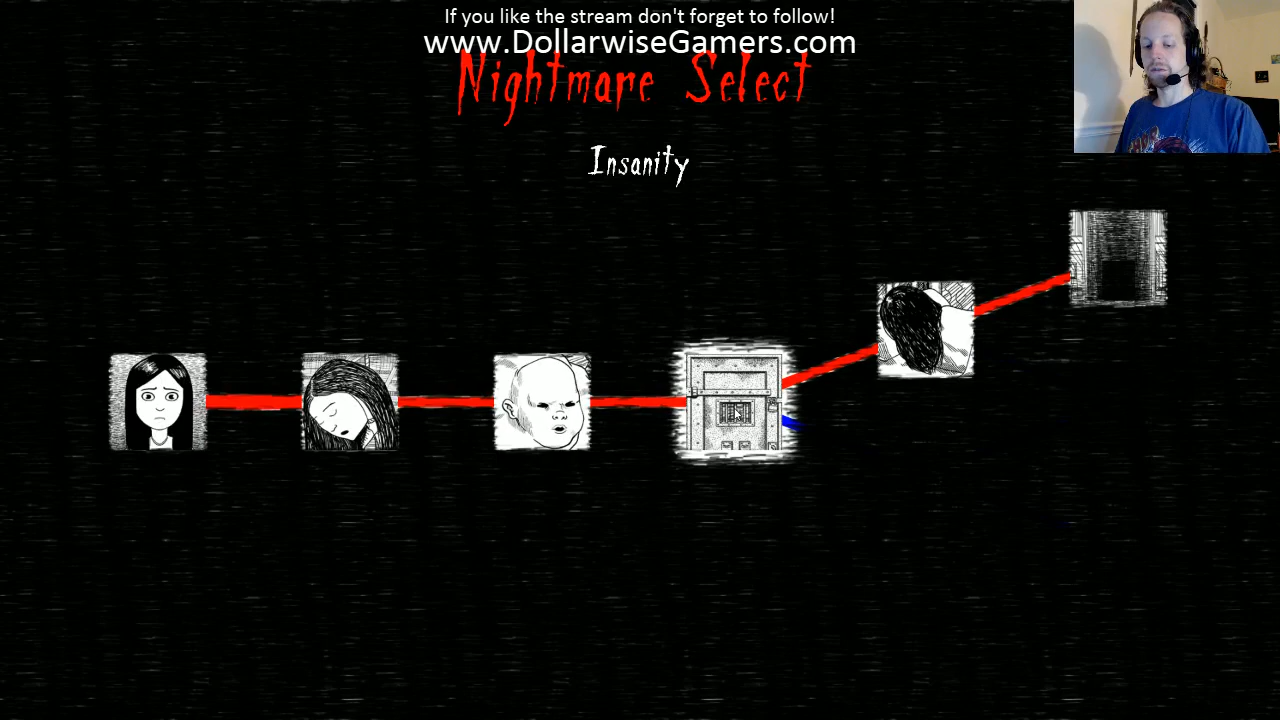 If you like the stream don't forget to follow!
www.DollarwiseGamers.com
Nightmare Select
Insanity